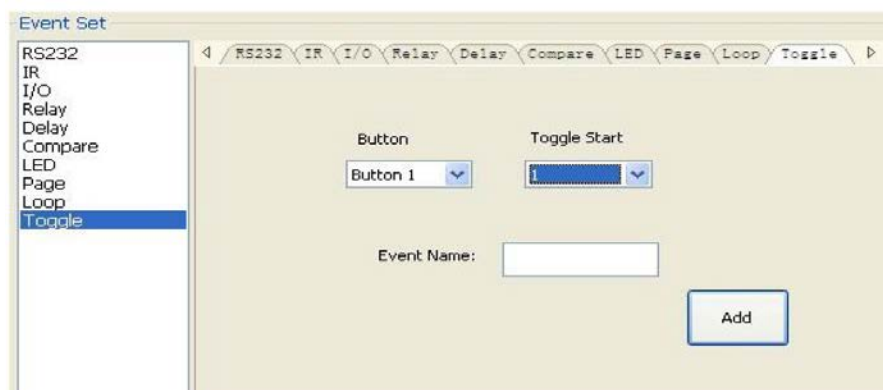 Event Set
RS232
IR
I/O
Relay
Delay
Compare
LED
Page
Loop
Toggle
RS232 IR I/O Relay Delay Compare LED Page Loop Toggle
Button Toggle Start
Button 1 1
Event Name:
Add